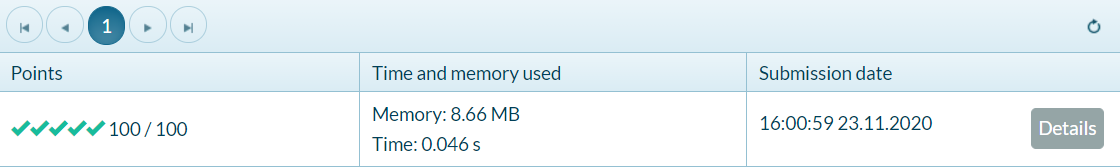 1
Points
Time and memory used
Submission date
100 / 100
Memory: 8.66 MB
Time: 0.046 s
16:00:59 23.11.2020
Details